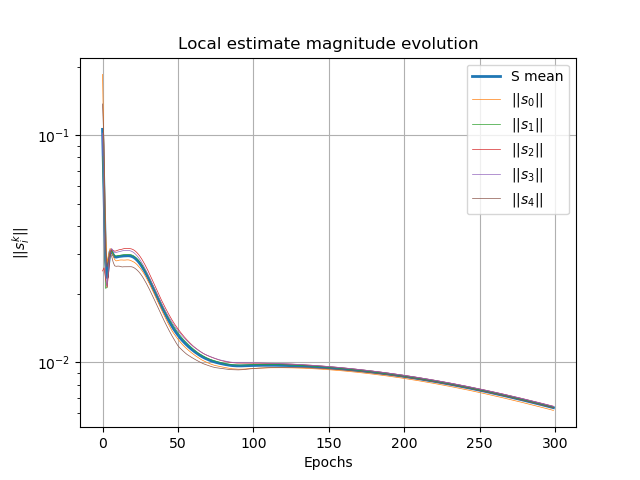 Local estimate magnitude evolution
S mean
||s₀||
||s₁||
||s₂||
||s₃||
||s₄||
10⁻¹
10⁻²
||sᵢᵏ||
0 50 100 150 200 250 300
Epochs